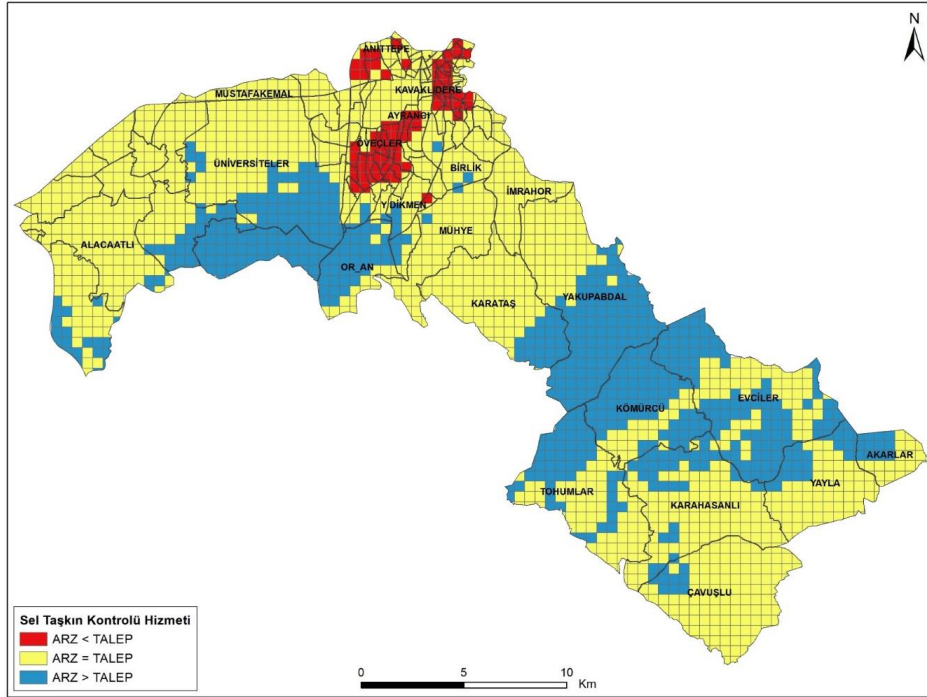 N
ANITTEPE
KAVAKLIDERE
MUSTAFAKEMAL
AYRANCI
ÖVEÇLER
ÜNİVERSİTELER
BİRLİK
İMRAHOR
Y.DİKMEN
MÜHYE
ALACAATLI
OR_AN
KARATAŞ
YAKUPABDAL
EVCİLER
KÖMÜRCÜ
AKARLAR
YAYLA
TOHUMLAR
KARAHASANLI
ÇAVUŞLU
Sel Taşkın Kontrolü Hizmeti
ARZ < TALEP
ARZ = TALEP
ARZ > TALEP
0 5 10
Km